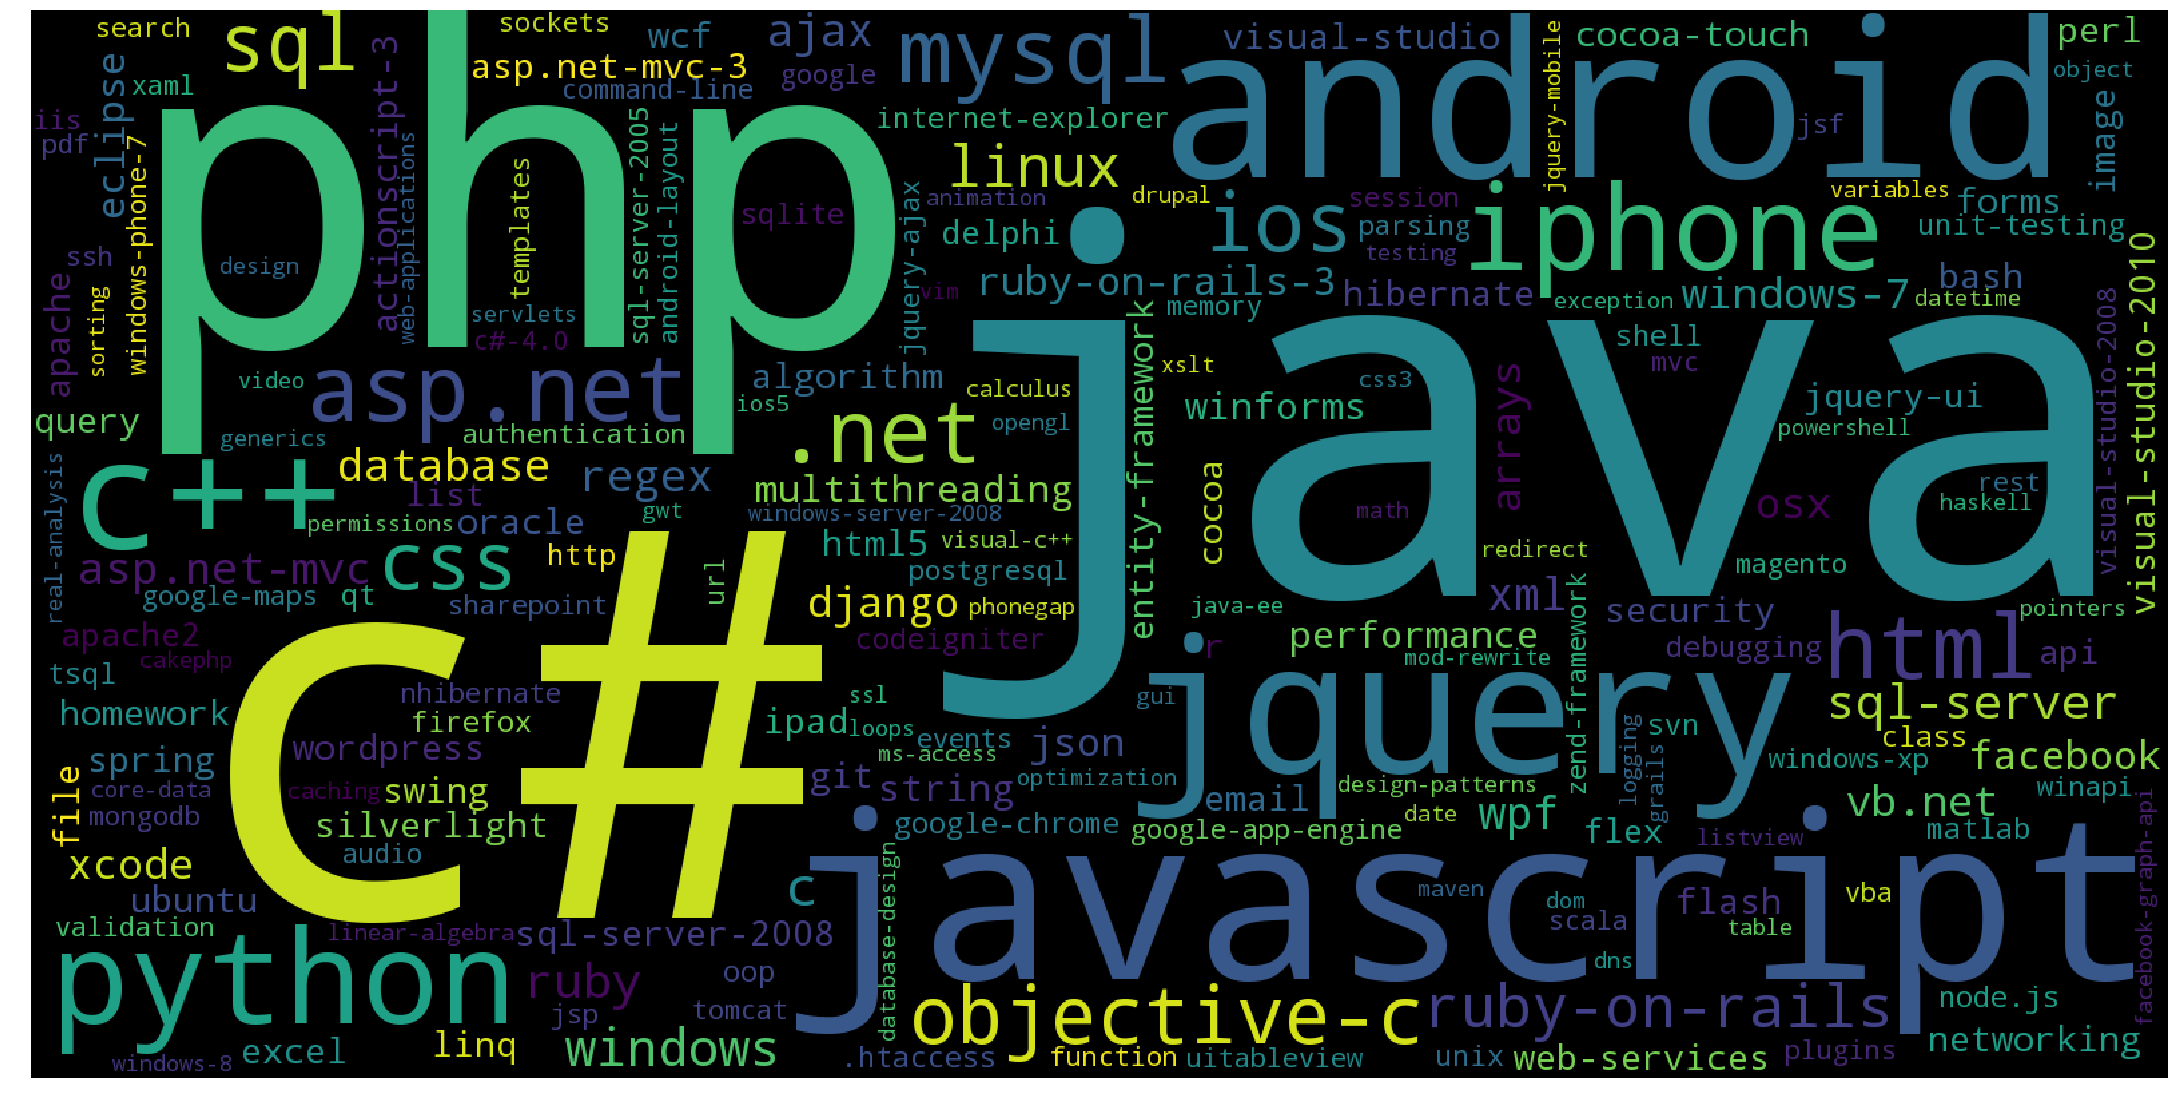 search
sql
sockets
wcf
ajax
mysql
visual-studio
jquery-mobile
cocoa-touch
perl
xaml
eclipse
actionscript-3
asp.net-mvc-3
command-line
google
android
object
image
iis
pdf
windows-phone-7
php
web-applications
templates
sql-server-2005
android-layout
internet-explorer
linux
jsf
sqlite
animation
drupal
session
variables
forms
ssh
design
jquery-ajax
delphi
ios
parsing
testing
iphone
unit-testing
apache
sorting
servlets
c#-4.0
vim
ruby-on-rails-3
memory
hibernate
exception
windows-7
bash
datetime
visual-studio-2008
visual-studio-2010
video
asp.net
algorithm
ios5
calculus
java
entity-framework
xslt
css3
shell
mvc
query
generics
authentication
.net
opengl
winforms
arrays
jquery-ui
powershell
c++
database
list
regex
multithreading
cocoa
math
osx
rest
haskell
real-analysis
permissions
oracle
gwt
windows-server-2008
html5
visual-c++
redirect
asp.net-mvc
css
http
url
postgresql
magento
google-maps
qt
sharepoint
django
phonegap
java-ee
xml
security
pointers
apache2
cakephp
c#
codeigniter
r
performance
mod-rewrite
zend-framework
debugging
html
api
tsql
nhibernate
ssl
gui
jquery
homework
firefox
ipad
loops
events
json
logging
svn
sql-server
class
spring
wordpress
ms-access
grails
windows-xp
facebook
file
core-data
caching
swing
git
string
optimization
design-patterns
winapi
mongodb
silverlight
google-chrome
email
google-app-engine
date
wpf
flex
listview
vb.net
matlab
facebook-graph-api
xcode
audio
database-design
javascript
ubuntu
c
maven
dom
scala
flash
vba
validation
linear-algebra
sql-server-2008
table
python
ruby
oop
dns
jsp
tomcat
objective-c
ruby-on-rails
node.js
windows-8
excel
linq
windows
.htaccess
function
uitableview
unix
web-services
plugins
networking